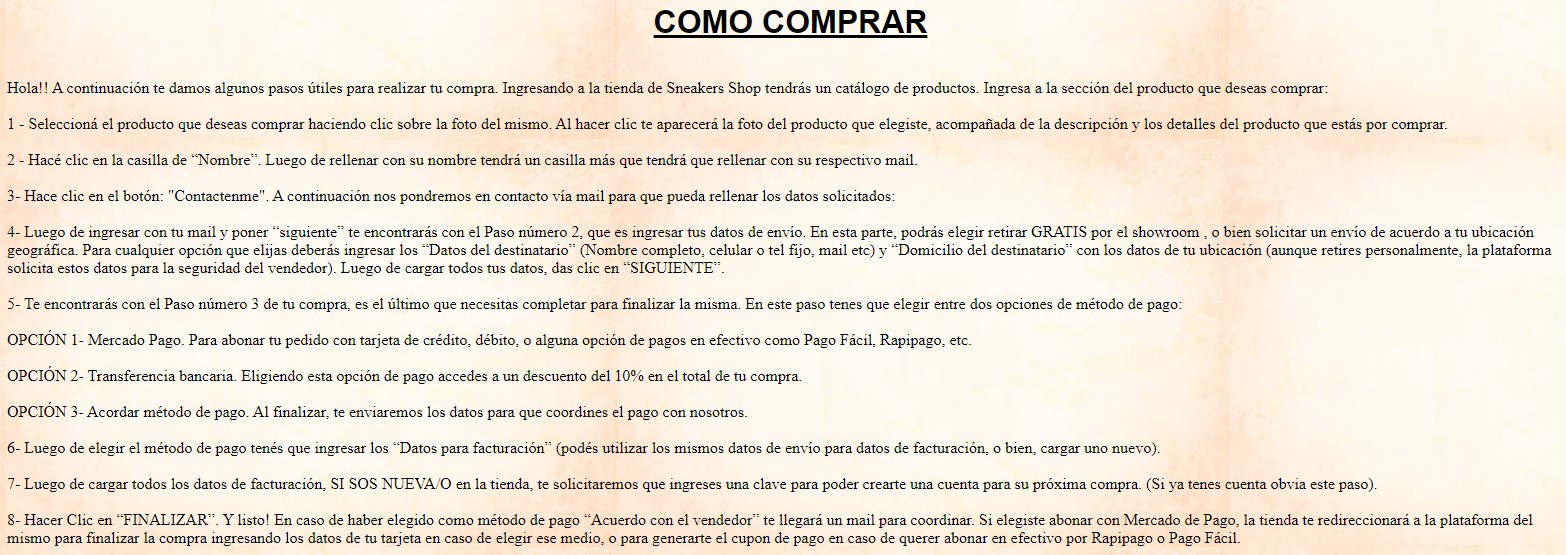 COMO COMPRAR
Hola!! A continuación te damos algunos pasos útiles para realizar tu compra. Ingresando a la tienda de Sneakers Shop tendrás un catálogo de productos. Ingresa a la sección del producto que deseas comprar:
1 - Seleccioná el producto que deseas comprar haciendo clic sobre la foto del mismo. Al hacer clic te aparecerá la foto del producto que elegiste, acompañada de la descripción y los detalles del producto que estás por comprar.
2 - Hacé clic en la casilla de “Nombre”. Luego de rellenar con su nombre tendrá un casilla más que tendrá que rellenar con su respectivo mail.
3- Hace clic en el botón: "Contactenme". A continuación nos pondremos en contacto vía mail para que pueda rellenar los datos solicitados:
4- Luego de ingresar con tu mail y poner “siguiente” te encontrarás con el Paso número 2, que es ingresar tus datos de envío. En esta parte, podrás elegir retirar GRATIS por el showroom , o bien solicitar un envío de acuerdo a tu ubicación
geográfica. Para cualquier opción que elijas deberás ingresar los “Datos del destinatario” (Nombre completo, celular o tel fijo, mail etc) y “Domicilio del destinatario” con los datos de tu ubicación (aunque retires personalmente, la plataforma
solicita estos datos para la seguridad del vendedor). Luego de cargar todos tus datos, das clic en “SIGUIENTE”.
5- Te encontrarás con el Paso número 3 de tu compra, es el último que necesitas completar para finalizar la misma. En este paso tenes que elegir entre dos opciones de método de pago:
OPCIÓN 1- Mercado Pago. Para abonar tu pedido con tarjeta de crédito, débito, o alguna opción de pagos en efectivo como Pago Fácil, Rapipago, etc.
OPCIÓN 2- Transferencia bancaria. Eligiendo esta opción de pago accedes a un descuento del 10% en el total de tu compra.
OPCIÓN 3- Acordar método de pago. Al finalizar, te enviaremos los datos para que coordines el pago con nosotros.
6- Luego de elegir el método de pago tenés que ingresar los “Datos para facturación” (podés utilizar los mismos datos de envío para datos de facturación, o bien, cargar uno nuevo).
7- Luego de cargar todos los datos de facturación, SI SOS NUEVA/O en la tienda, te solicitaremos que ingreses una clave para poder crearte una cuenta para su próxima compra. (Si ya tenes cuenta obvia este paso).
8- Hacer Clic en “FINALIZAR”. Y listo! En caso de haber elegido como método de pago “Acuerdo con el vendedor” te llegará un mail para coordinar. Si elegiste abonar con Mercado de Pago, la tienda te redireccionará a la plataforma del
mismo para finalizar la compra ingresando los datos de tu tarjeta en caso de elegir ese medio, o para generarte el cupon de pago en caso de querer abonar en efectivo por Rapipago o Pago Fácil.